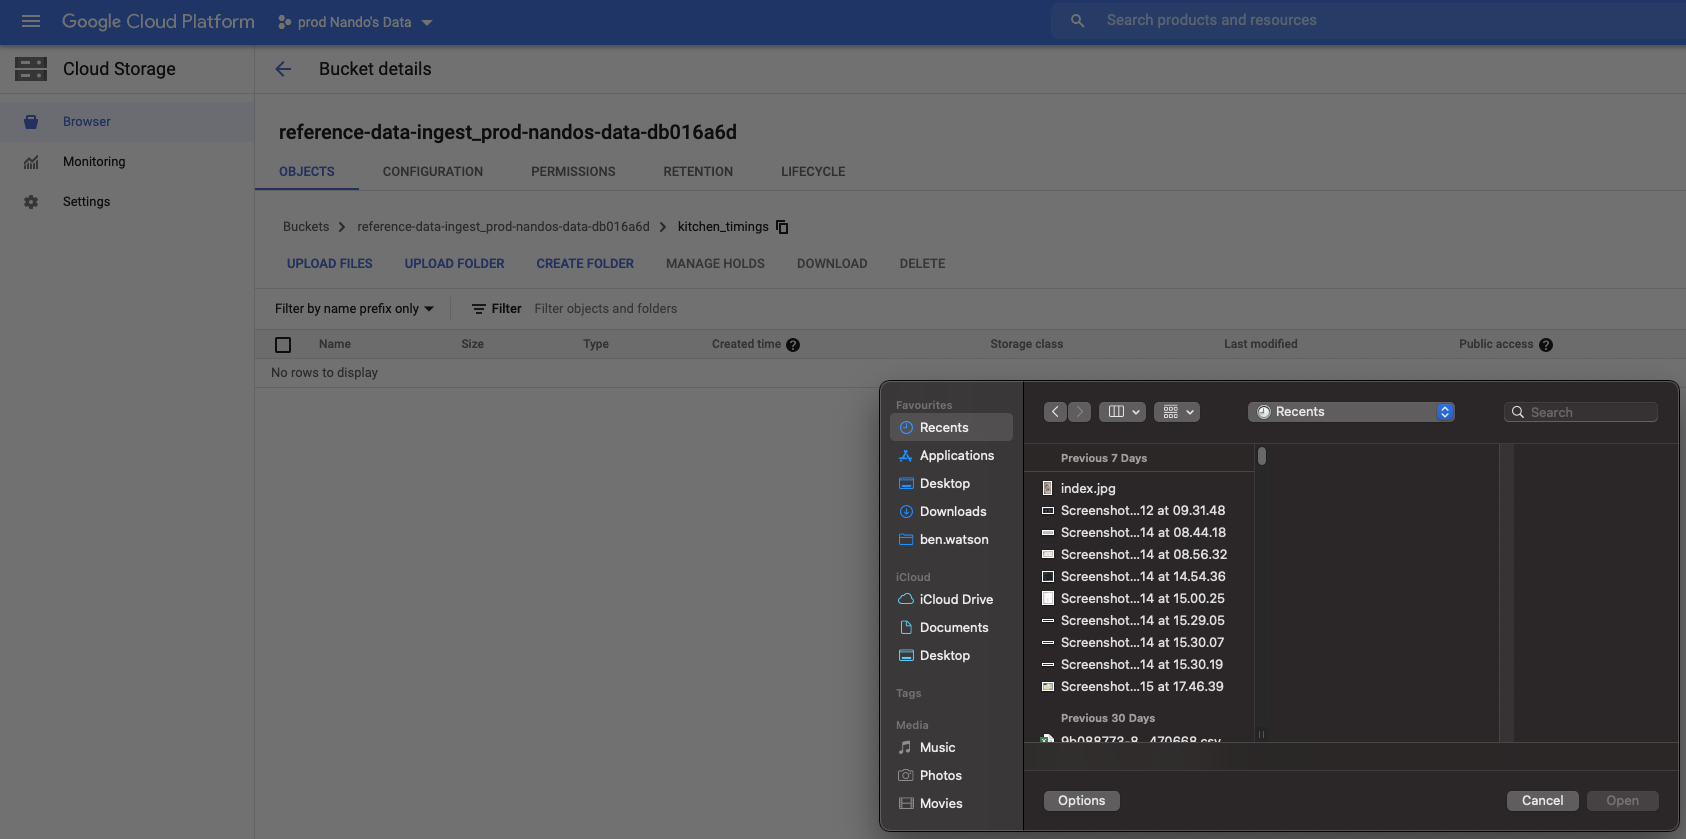 Google Cloud Platform
prod Nando's Data
Search products and resources
Cloud Storage
Bucket details
Browser
Monitoring
Settings
reference-data-ingest_prod-nandos-data-db016a6d
OBJECTS CONFIGURATION PERMISSIONS RETENTION LIFECYCLE
Buckets > reference-data-ingest_prod-nandos-data-db016a6d > kitchen_timings
UPLOAD FILES UPLOAD FOLDER CREATE FOLDER MANAGE HOLDS DOWNLOAD DELETE
Filter by name prefix only Filter Filter objects and folders
Name Size Type Created time ? Storage class Last modified Public access ?
No rows to display
Favourites
Recents
Applications
Desktop
Downloads
ben.watson
iCloud
iCloud Drive
Documents
Desktop
Tags
Media
Music
Photos
Movies
Recents
Search
Previous 7 Days
index.jpg
Screenshot...12 at 09.31.48
Screenshot...14 at 08.44.18
Screenshot...14 at 08.56.32
Screenshot...14 at 14.54.36
Screenshot...14 at 15.00.25
Screenshot...14 at 15.29.05
Screenshot...14 at 15.30.07
Screenshot...14 at 15.30.19
Screenshot...15 at 17.46.39
Previous 30 Days
9b088773-8...470668.csv
Options
Cancel
Open